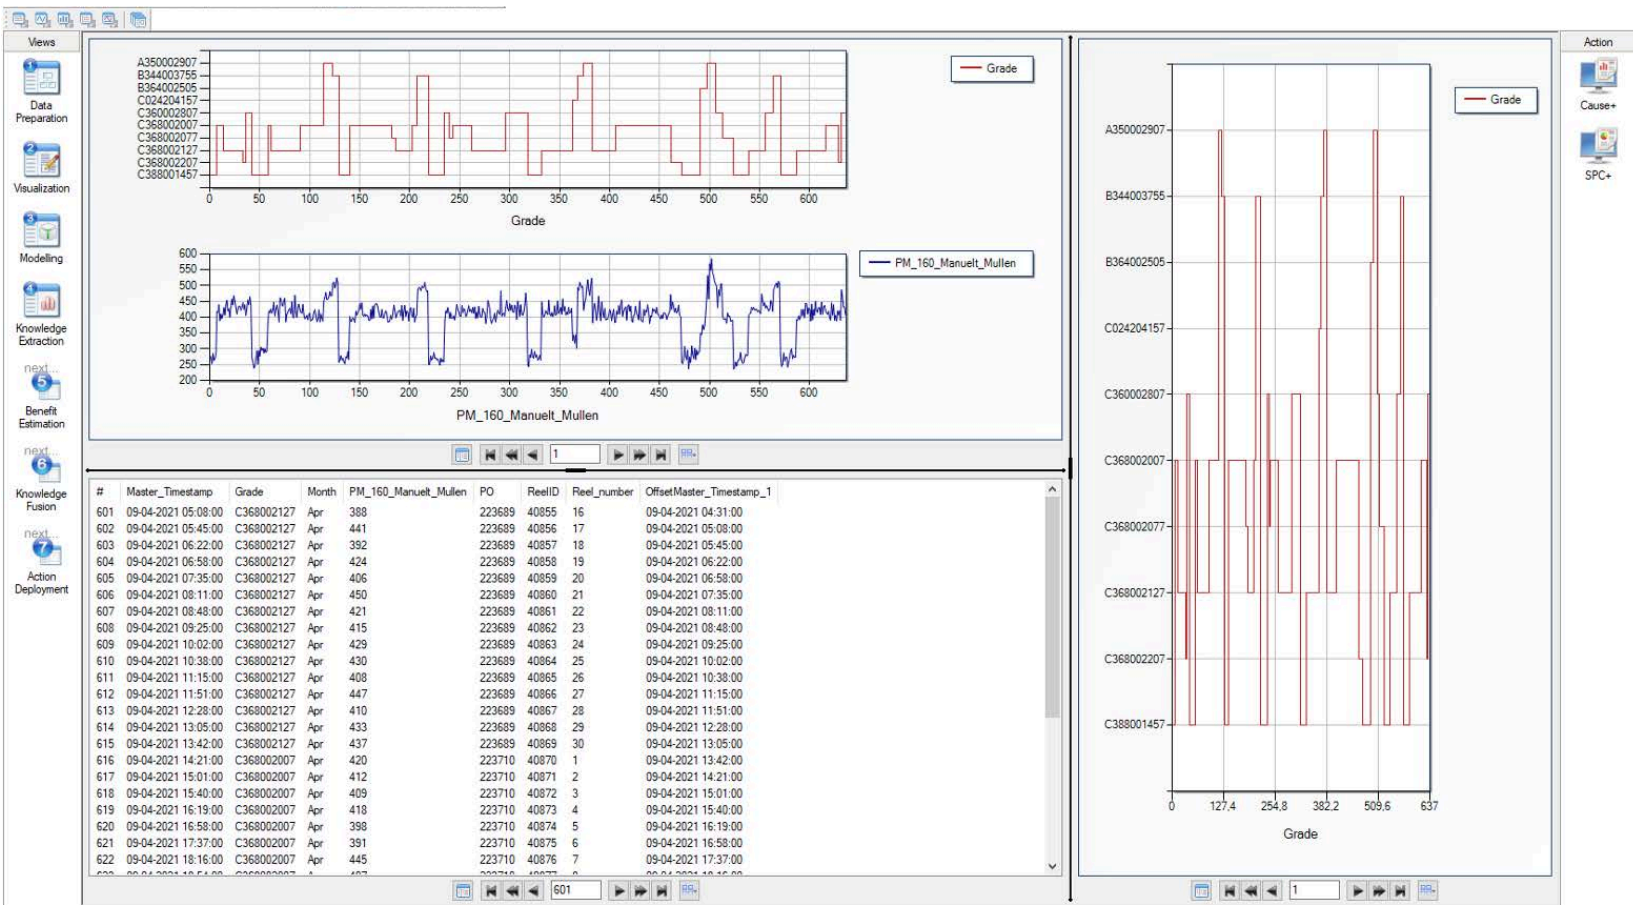 Views
Data
Preparation
Visualization
Modelling
Knowledge
Extraction
next...
5
Benefit
Estimation
next...
6
Knowledge
Fusion
next...
7
Action
Deployment
A350002907
B344003755
B364002505
C024204157
C360002807
C368002007
C368002077
C368002127
C368002207
C388001457
0 50 100 150 200 250 300 350 400 450 500 550 600
Grade
Grade
600
550
500
450
400
350
300
250
200
0 50 100 150 200 250 300 350 400 450 500 550 600
PM_160_Manuelt_Mullen
PM_160_Manuelt_Mullen
1
# Master_Timestamp Grade Month PM_160_Manuelt_Mullen PO ReelID Reel_number OffsetMaster_Timestamp_1
601 09-04-2021 05:08:00 C368002127 Apr 388 223689 40855 16 09-04-2021 04:31:00
602 09-04-2021 05:45:00 C368002127 Apr 441 223689 40856 17 09-04-2021 05:08:00
603 09-04-2021 06:22:00 C368002127 Apr 392 223689 40857 18 09-04-2021 05:45:00
604 09-04-2021 06:58:00 C368002127 Apr 424 223689 40858 19 09-04-2021 06:22:00
605 09-04-2021 07:35:00 C368002127 Apr 406 223689 40859 20 09-04-2021 06:58:00
606 09-04-2021 08:11:00 C368002127 Apr 450 223689 40860 21 09-04-2021 07:35:00
607 09-04-2021 08:48:00 C368002127 Apr 421 223689 40861 22 09-04-2021 08:11:00
608 09-04-2021 09:25:00 C368002127 Apr 415 223689 40862 23 09-04-2021 08:48:00
609 09-04-2021 10:02:00 C368002127 Apr 429 223689 40863 24 09-04-2021 09:25:00
610 09-04-2021 10:38:00 C368002127 Apr 430 223689 40864 25 09-04-2021 10:02:00
611 09-04-2021 11:15:00 C368002127 Apr 408 223689 40865 26 09-04-2021 10:38:00
612 09-04-2021 11:51:00 C368002127 Apr 447 223689 40866 27 09-04-2021 11:15:00
613 09-04-2021 12:28:00 C368002127 Apr 410 223689 40867 28 09-04-2021 11:51:00
614 09-04-2021 13:05:00 C368002127 Apr 433 223689 40868 29 09-04-2021 12:28:00
615 09-04-2021 13:42:00 C368002127 Apr 437 223689 40869 30 09-04-2021 13:05:00
616 09-04-2021 14:21:00 C368002007 Apr 420 223710 40870 1 09-04-2021 13:42:00
617 09-04-2021 15:01:00 C368002007 Apr 412 223710 40871 2 09-04-2021 14:21:00
618 09-04-2021 15:40:00 C368002007 Apr 409 223710 40872 3 09-04-2021 15:01:00
619 09-04-2021 16:19:00 C368002007 Apr 418 223710 40873 4 09-04-2021 15:40:00
620 09-04-2021 16:58:00 C368002007 Apr 398 223710 40874 5 09-04-2021 16:19:00
621 09-04-2021 17:37:00 C368002007 Apr 391 223710 40875 6 09-04-2021 16:58:00
622 09-04-2021 18:16:00 C368002007 Apr 445 223710 40876 7 09-04-2021 17:37:00
601
Grade
A350002907
B344003755
B364002505
C024204157
C360002807
C368002007
C368002077
C368002127
C368002207
C388001457
0 127,4 254,8 382,2 509,6 637
Grade
1
Action
Cause+
SPC+